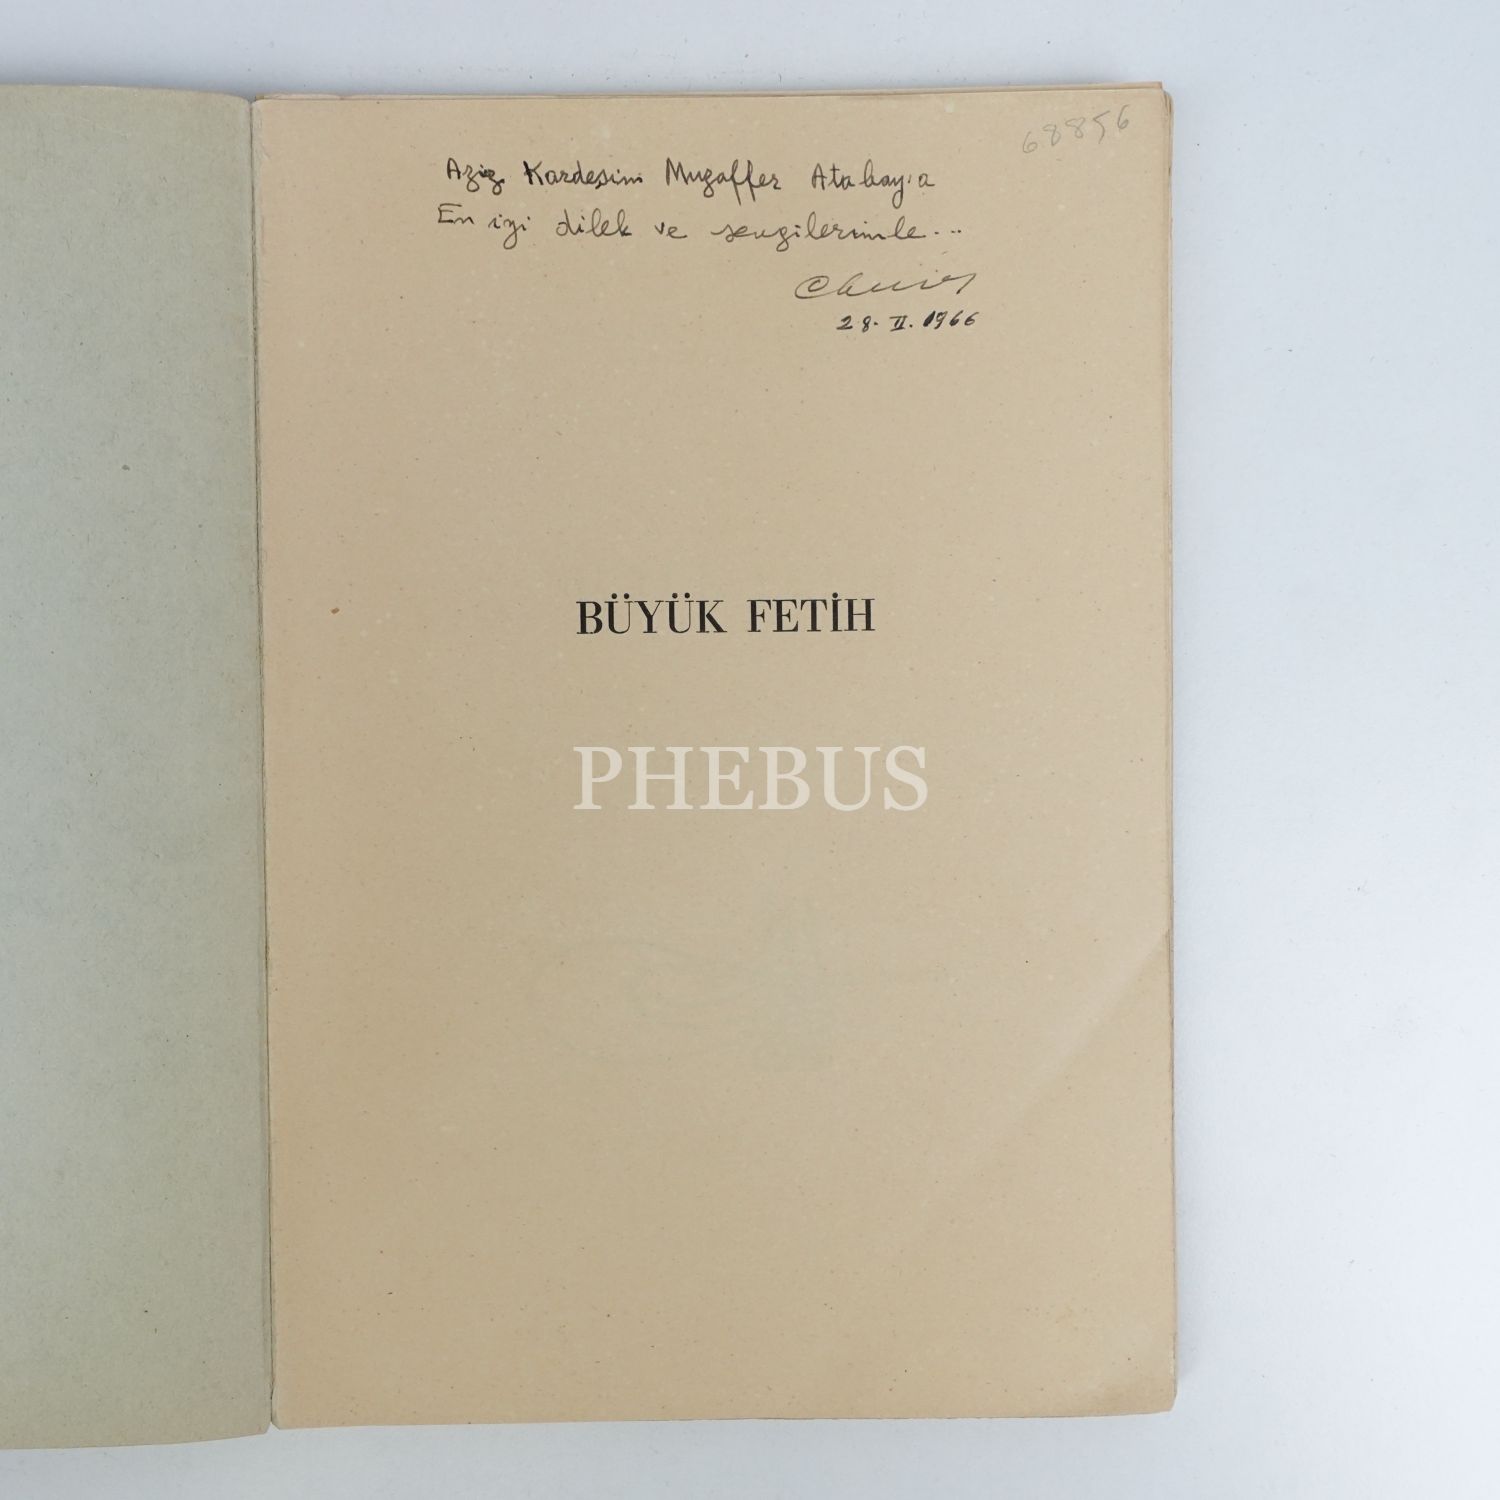 68856
Aziz Kardeşim Muzaffer Atabay'a
En iyi dilek ve sevgilerimle...
28. II. 1966
BÜYÜK FETİH
PHEBUS